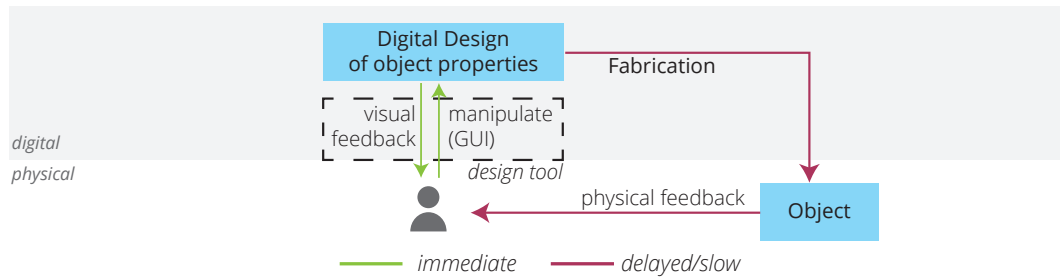 Digital Design
of object properties
Fabrication
visual
feedback
manipulate
(GUI)
digital
physical
design tool
physical feedback
Object
immediate
delayed/slow